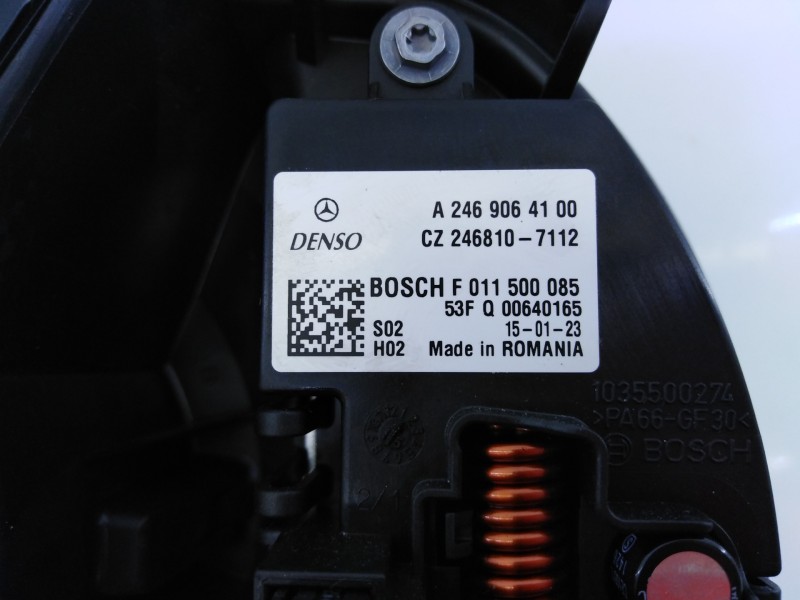 A 246 906 41 00
DENSO
CZ 246810-7112
BOSCH F 011 500 085
53F Q 00640165
S02 15-01-23
H02 Made in ROMANIA
1035500274
>PA66-GF30<
BOSCH